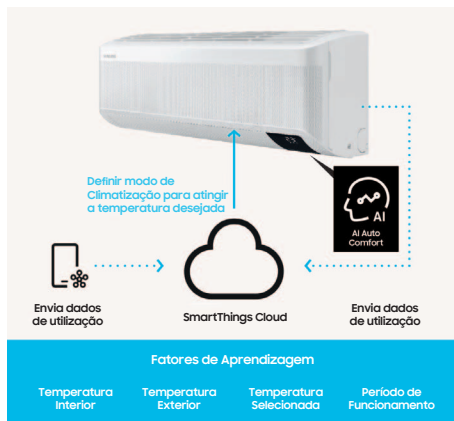 Definir modo de
Climatização para atingir
a temperatura desejada
AI
AI Auto
Comfort
Envia dados
de utilização
SmartThings Cloud
Envia dados
de utilização
Fatores de Aprendizagem
Temperatura
Interior
Temperatura
Exterior
Temperatura
Selecionada
Período de
Funcionamento